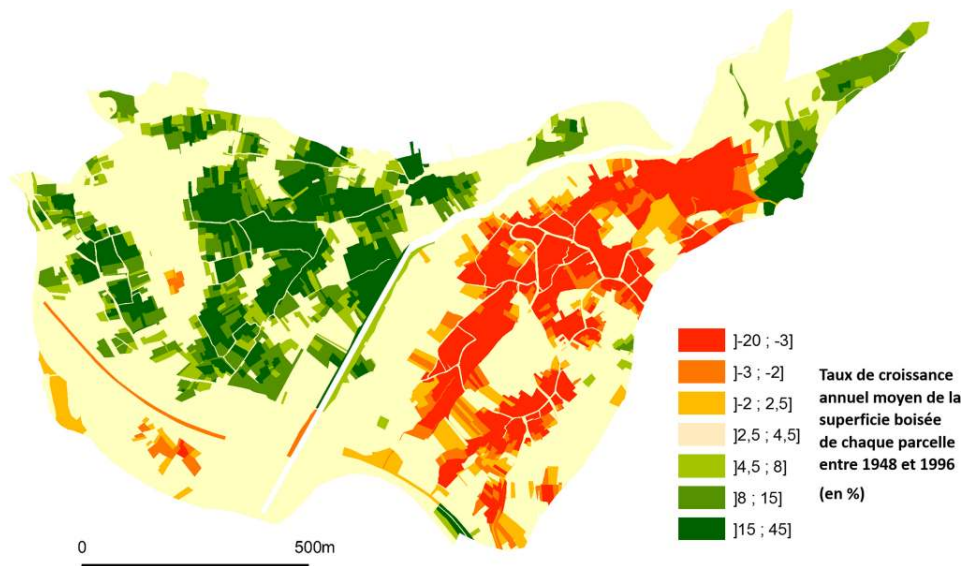 ]-20 ; -3]
]-3 ; -2]
]-2 ; 2,5]
]2,5 ; 4,5]
]4,5 ; 8]
]8 ; 15]
]15 ; 45]
Taux de croissance
annuel moyen de la
superficie boisée
de chaque parcelle
entre 1948 et 1996
(en %)
0 500m